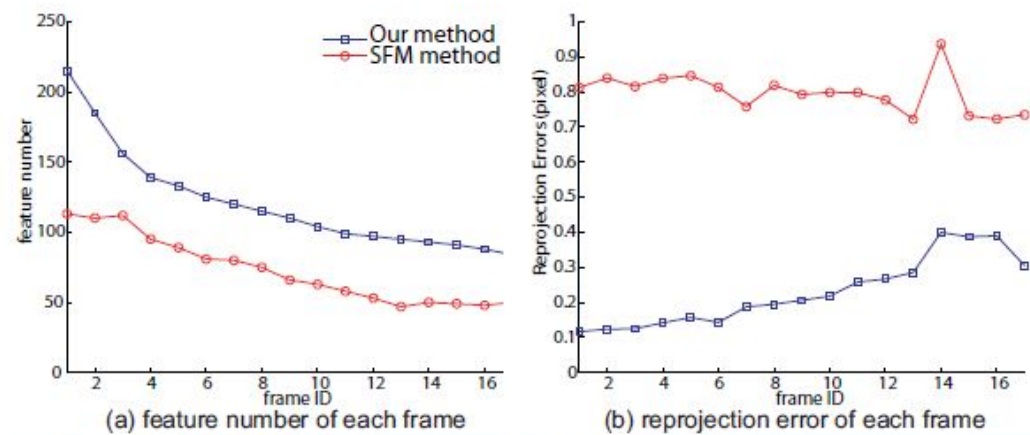 250
200
150
100
50
0
feature number
2 4 6 8 10 12 14 16
frame ID
Our method
SFM method
(a) feature number of each frame
1
0.9
0.8
0.7
0.6
0.5
0.4
0.3
0.2
0.1
0
Reprojection Errors(pixel)
2 4 6 8 10 12 14 16
frame ID
(b) reprojection error of each frame